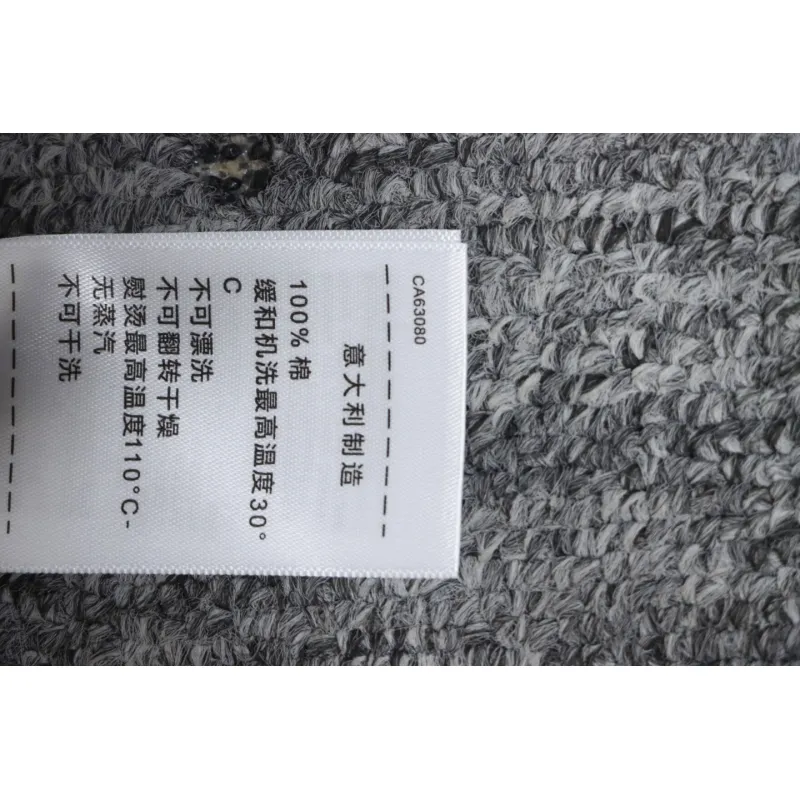 CA63080
意大利制造
100% 棉
缓和机洗最高温度30°
C
不可漂洗
不可翻转干燥
熨烫最高温度110°C-
无蒸汽
不可干洗